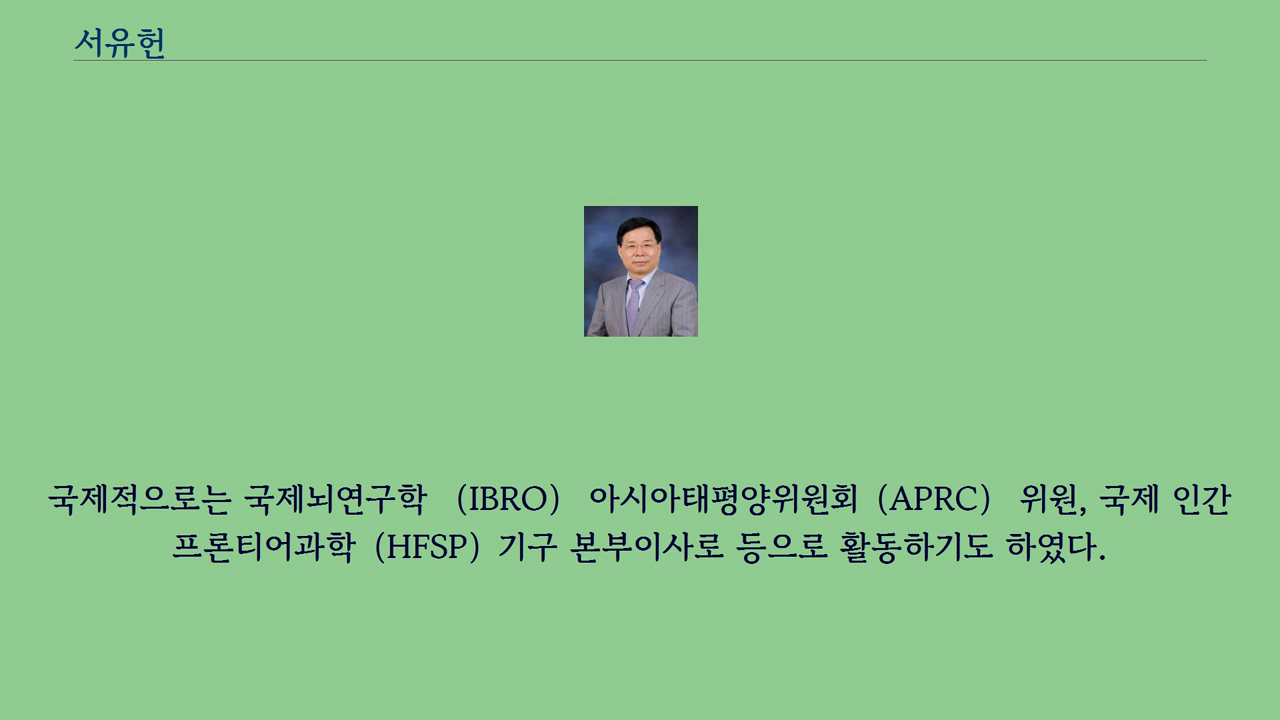 서유헌
국제적으로는 국제뇌연구학 (IBRO) 아시아태평양위원회 (APRC) 위원, 국제 인간
프론티어과학 (HFSP) 기구 본부이사로 등으로 활동하기도 하였다.